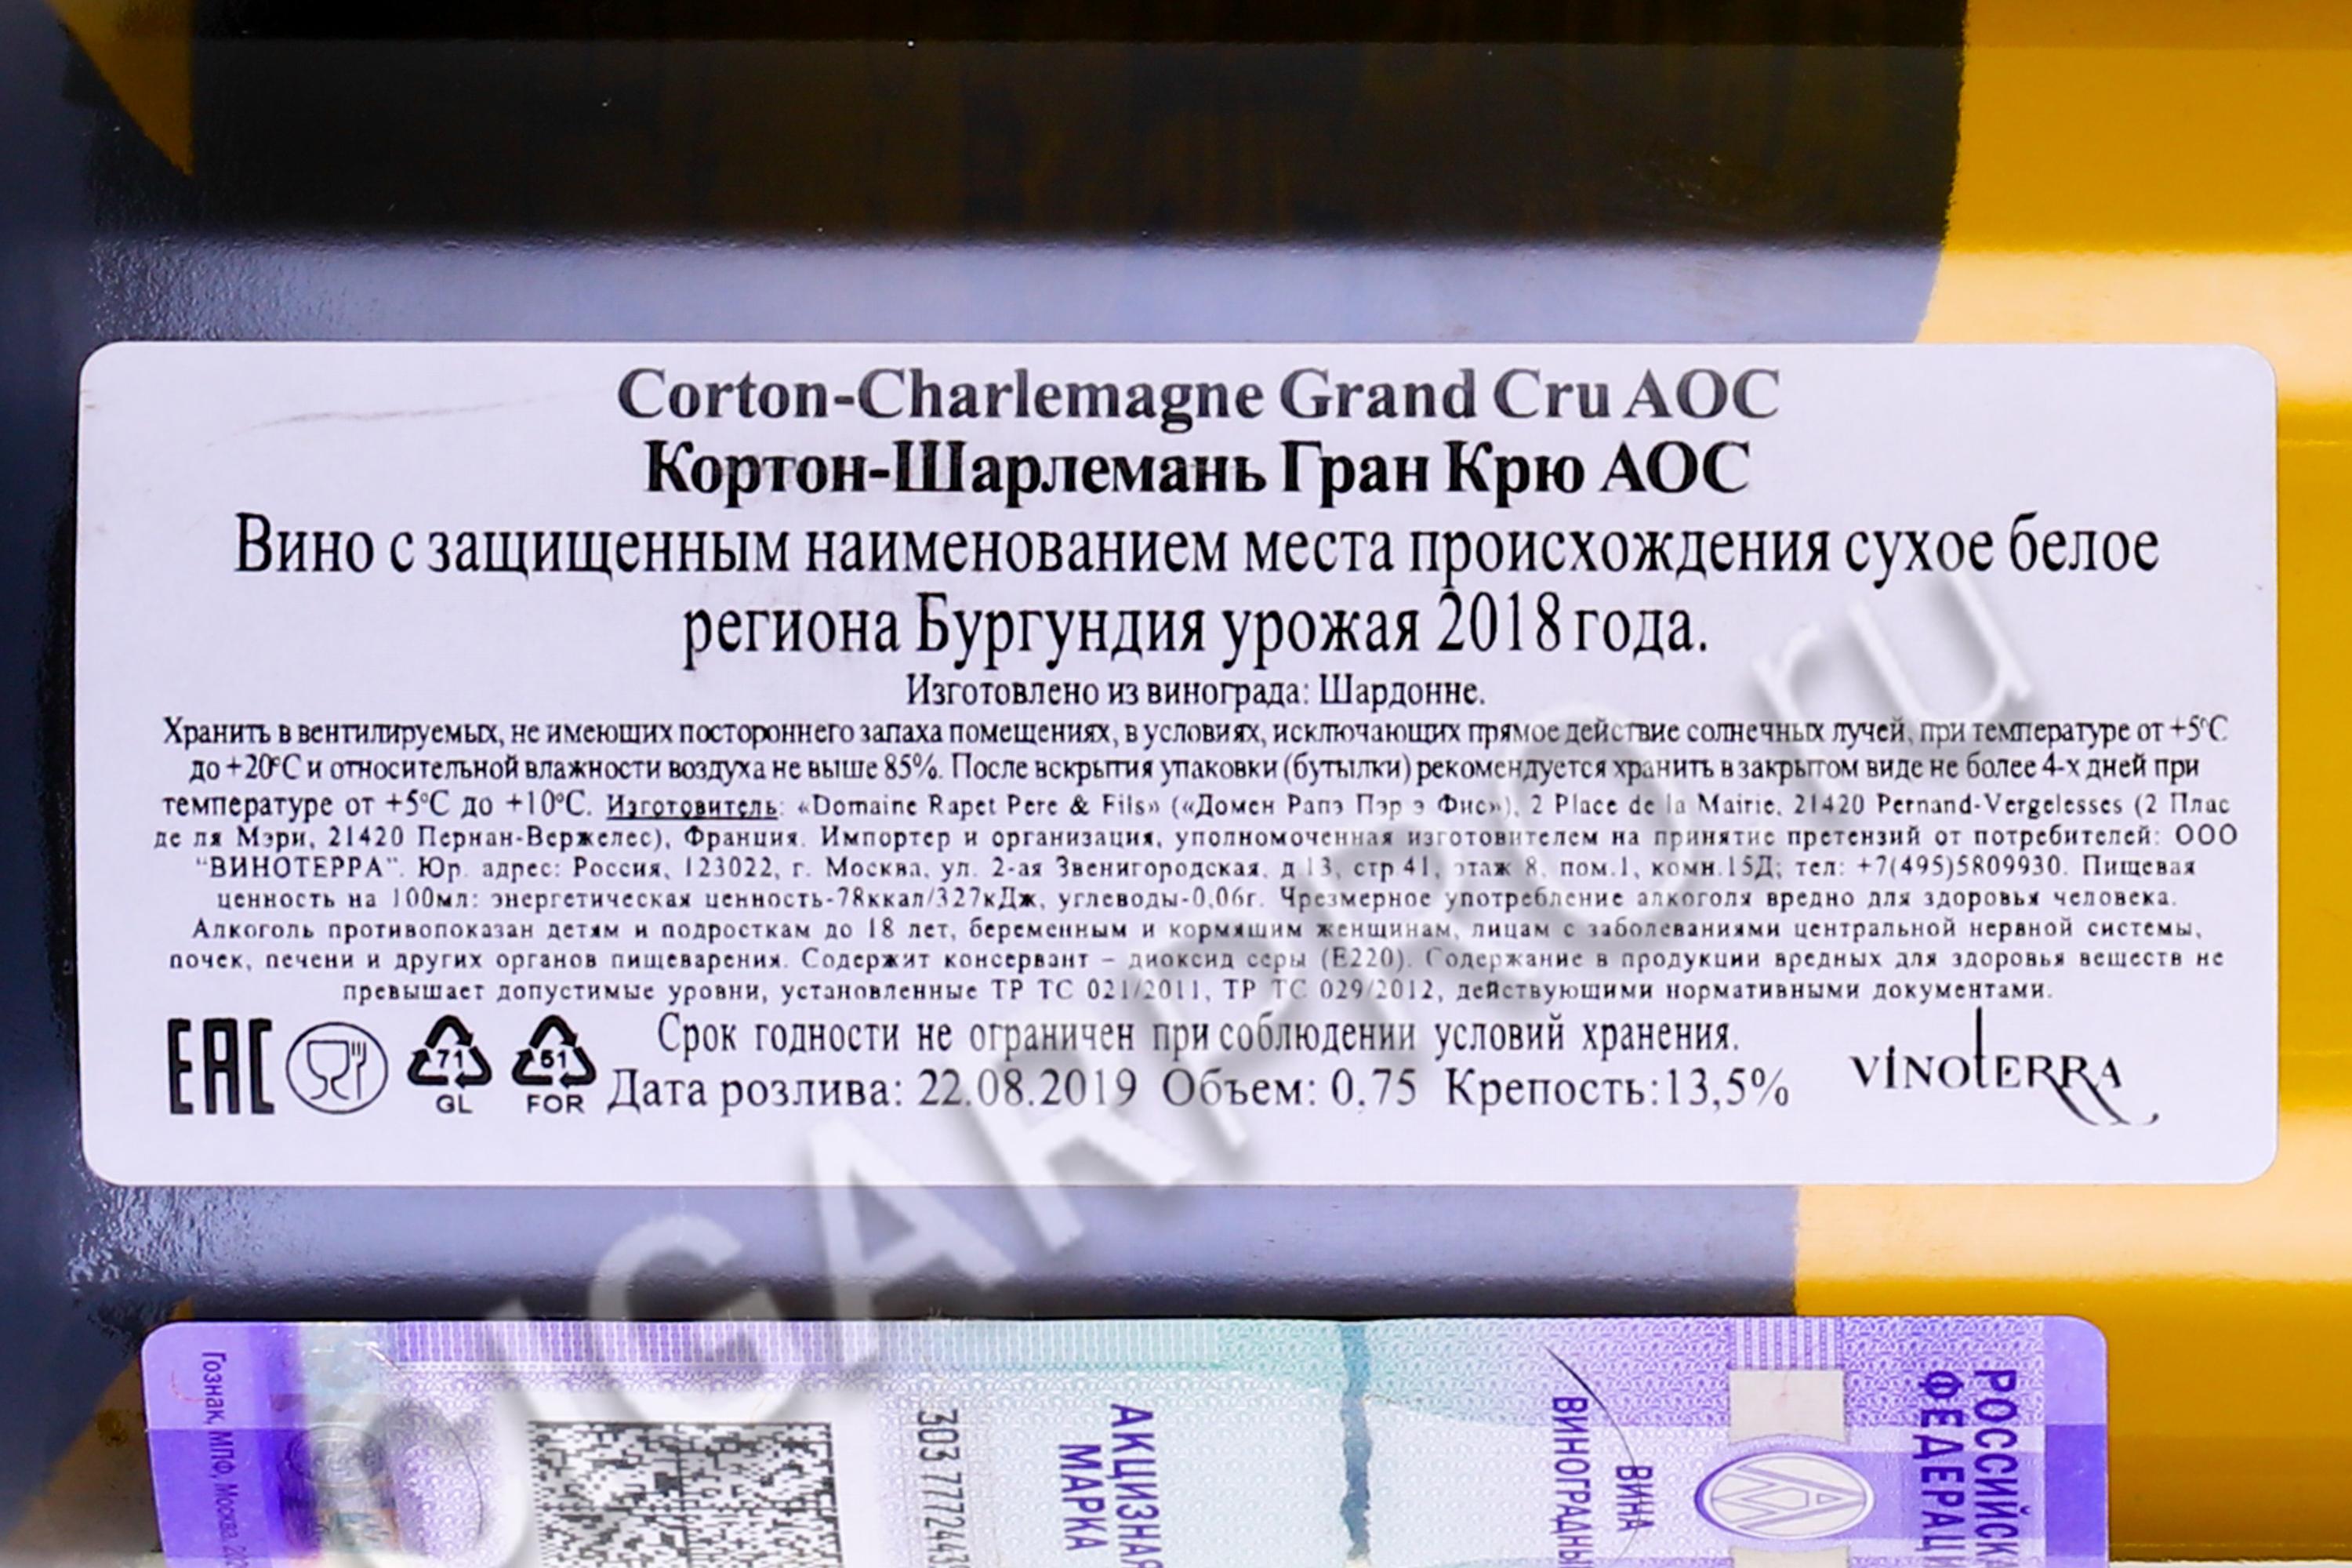 Corton-Charlemagne Grand Cru AOC
Кортон-Шарлемань Гран Крю АОС
Вино с защищенным наименованием места происхождения сухое белое
региона Бургундия урожая 2018 года.
Изготовлено из винограда: Шардонне.
Хранить в вентилируемых, не имеющих постороннего запаха помещениях, в условиях, исключающих прямое действие солнечных лучей, при температуре от +5°С
до +20°С и относительной влажности воздуха не выше 85%. После вскрытия упаковки (бутылки) рекомендуется хранить в закрытом виде не более 4-х дней при
температуре от +5°С до +10°С. Изготовитель: «Domaine Rapet Pere & Fils» («Домен Рапэ Пэр э Фис»), 2 Place de la Mairie, 21420 Pernand-Vergelesses (2 Плас
де ля Мэри, 21420 Пернан-Вержелес), Франция. Импортер и организация, уполномоченная изготовителем на принятие претензий от потребителей: ООО
"ВИНОТЕРРА". Юр. адрес: Россия, 123022, г. Москва, ул. 2-ая Звенигородская, д 13, стр 41, этаж 8, пом.1, комн.15Д; тел: +7(495)5809930. Пищевая
ценность на 100мл: энергетическая ценность-78ккал/327кДж, углеводы-0,06г. Чрезмерное употребление алкоголя вредно для здоровья человека.
Алкоголь противопоказан детям и подросткам до 18 лет, беременным и кормящим женщинам, лицам с заболеваниями центральной нервной системы,
почек, печени и других органов пищеварения. Содержит консервант – диоксид серы (Е220). Содержание в продукции вредных для здоровья веществ не
превышает допустимые уровни, установленные ТР ТС 021/2011, ТР ТС 029/2012, действующими нормативными документами.
Срок годности не ограничен при соблюдении условий хранения.
EAC 71 GL 51 FOR Дата розлива: 22.08.2019 Объем: 0.75 Крепость:13,5% VINOTERRA
CIGARPRO.ru
Гознак, МПФ, Москва
303 777244
АКЦИЗНАЯ
МАРКА
ВИНА
ВИНОГРАДНЫ
РОССИЙСК
ФЕДЕРАЦ